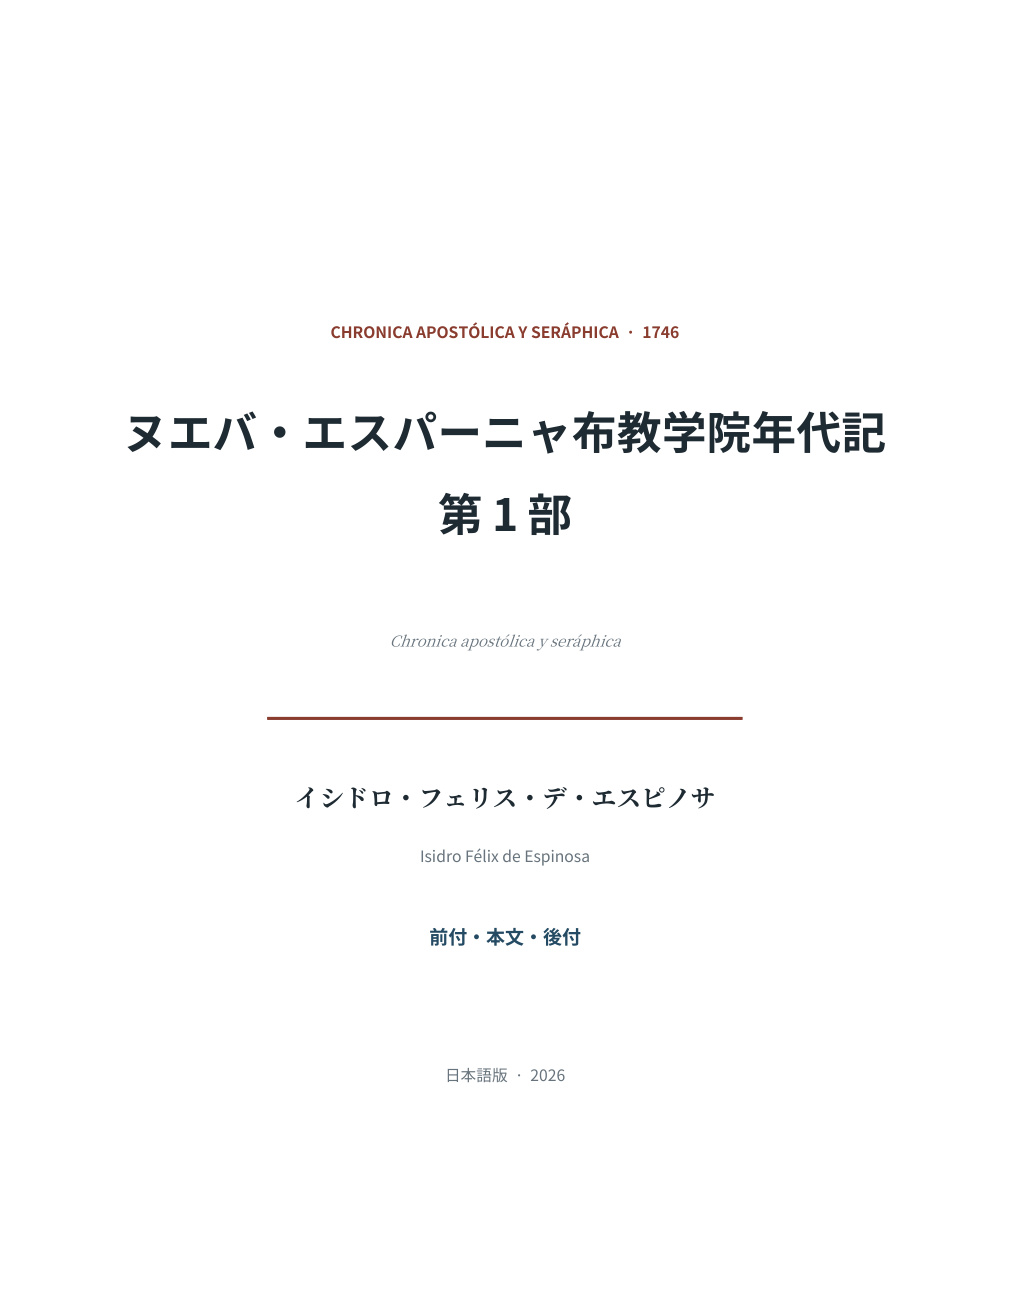 CHRONICA APOSTÓLICA Y SERÁPHICA · 1746
ヌエバ・エスパーニャ布教学院年代記
第 1 部
Chronica apostólica y seráphica
イシドロ・フェリス・デ・エスピノサ
Isidro Félix de Espinosa
前付・本文・後付
日本語版 · 2026